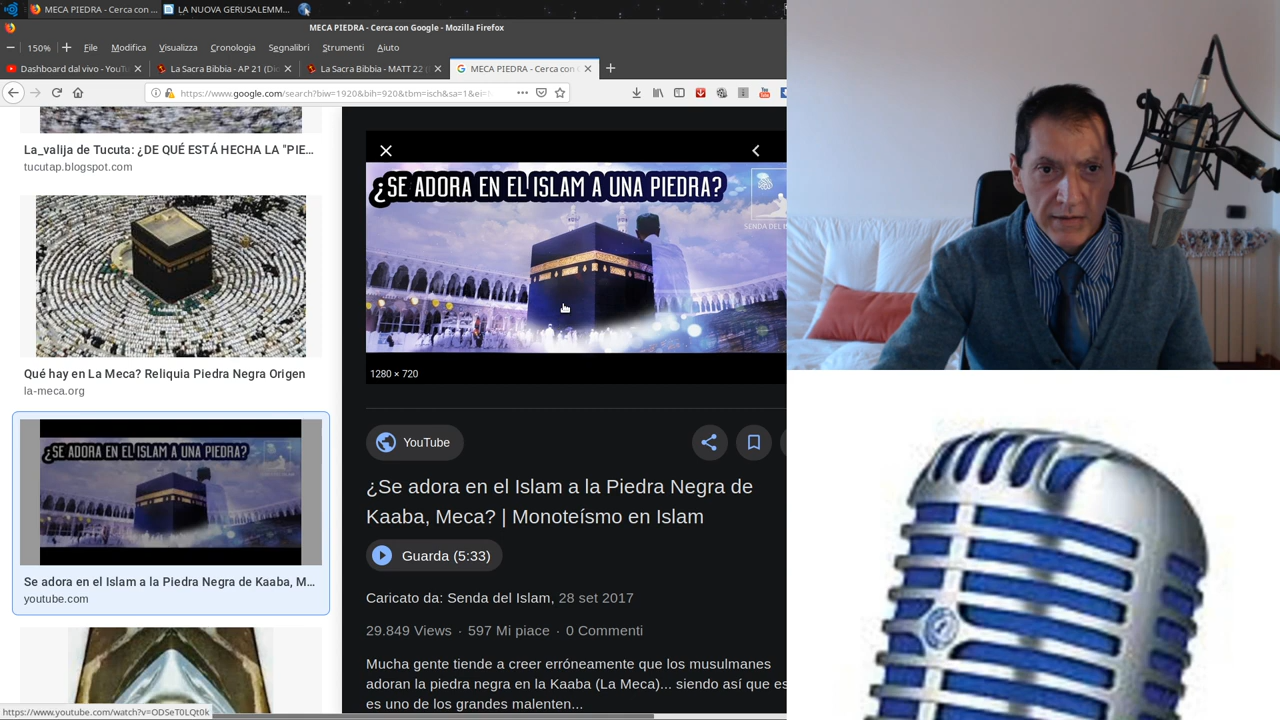 MECA PIEDRA - Cerca con ...
LA NUOVA GERUSALEMM...
MECA PIEDRA - Cerca con Google - Mozilla Firefox
150%
File Modifica Visualizza Cronologia Segnalibri Strumenti Aiuto
Dashboard dal vivo - YouTu
La Sacra Bibbia - AP 21 (Di
La Sacra Bibbia - MATT 22 (
MECA PIEDRA - Cerca con
https://www.google.com/search?biw=1920&bih=920&tbm=isch&sa=1&ei=
La_valija de Tucuta: ¿DE QUÉ ESTÁ HECHA LA "PIE...
tucutap.blogspot.com
Qué hay en La Meca? Reliquia Piedra Negra Origen
la-meca.org
¿SE ADORA EN EL ISLAM A UNA PIEDRA?
Se adora en el Islam a la Piedra Negra de Kaaba, M...
youtube.com
https://www.youtube.com/watch?v=ODSeT0LQt0k
¿SE ADORA EN EL ISLAM A UNA PIEDRA?
SENDA DEL
1280 × 720
YouTube
¿Se adora en el Islam a la Piedra Negra de
Kaaba, Meca? | Monoteísmo en Islam
Guarda (5:33)
Caricato da: Senda del Islam, 28 set 2017
29.849 Views · 597 Mi piace · 0 Commenti
Mucha gente tiende a creer erróneamente que los musulmanes
adoran la piedra negra en la Kaaba (La Meca)... siendo así que es
es uno de los grandes malenten...